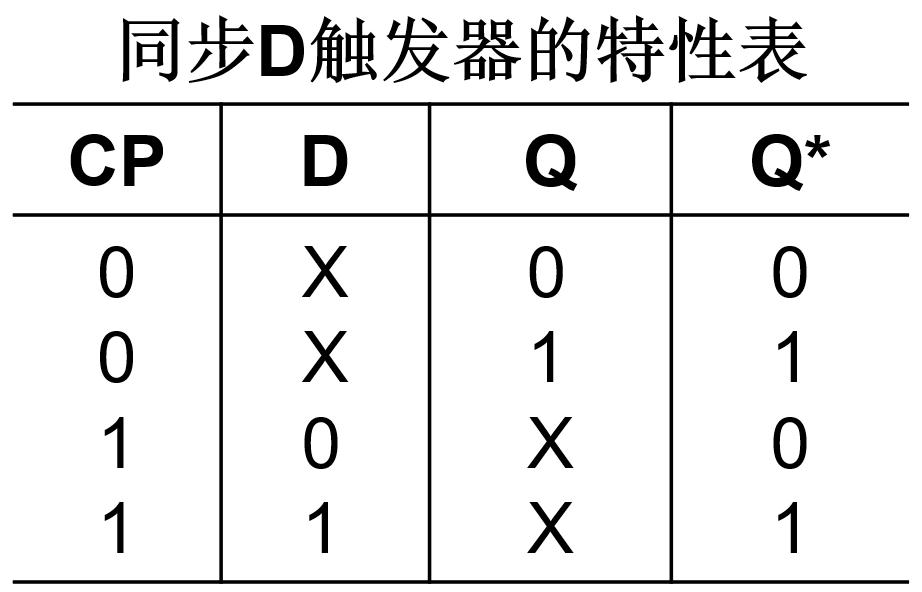 同步D触发器的特性表
CP D Q Q*
0 X 0 0
0 X 1 1
1 0 X 0
1 1 X 1